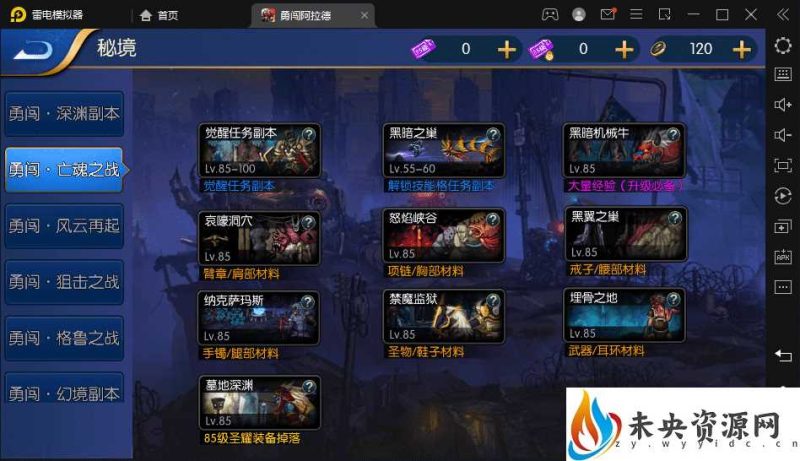 雷电模拟器
首页
勇闯阿拉德
秘境
0
0
120
勇闯·深渊副本
勇闯·亡魂之战
勇闯·风云再起
勇闯·狙击之战
勇闯·格鲁之战
勇闯·幻境副本
觉醒任务副本
Lv.85-100
觉醒任务副本
黑暗之巢
Lv.55-60
解锁技能格任务副本
黑暗机械牛
Lv.85
大量经验(升级必备)
哀嚎洞穴
Lv.85
臂章/肩部材料
怒焰峡谷
Lv.85
项链/胸部材料
黑翼之巢
Lv.85
戒子/腰部材料
纳克萨玛斯
Lv.85
手镯/腿部材料
禁魔监狱
Lv.85
圣物/鞋子材料
埋骨之地
Lv.85
武器/耳环材料
墓地深渊
Lv.85
85级圣耀装备掉落
APK
未央资源网
zy.wyyidc.cn